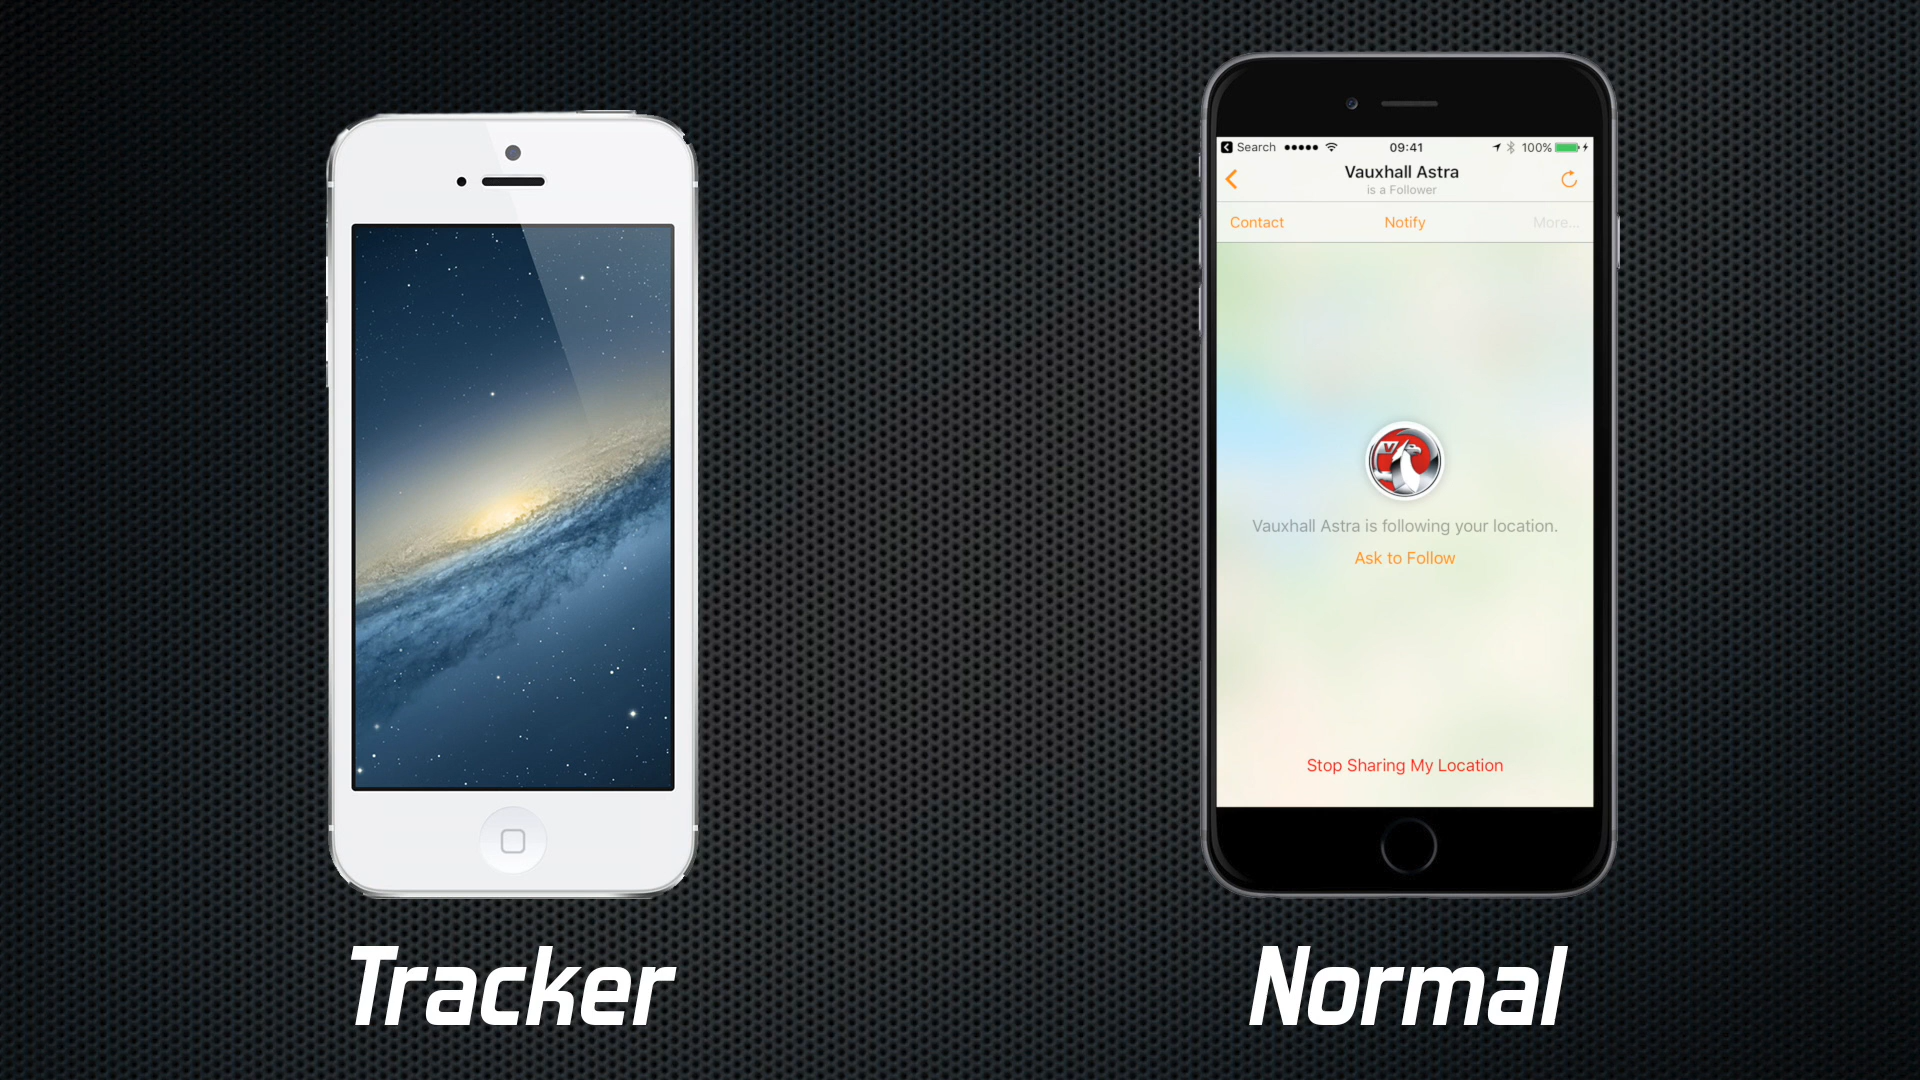 Search
09:41
100%
Vauxhall Astra
is a Follower
Contact
Notify
More...
V
Vauxhall Astra is following your location.
Ask to Follow
Stop Sharing My Location
Tracker
Normal